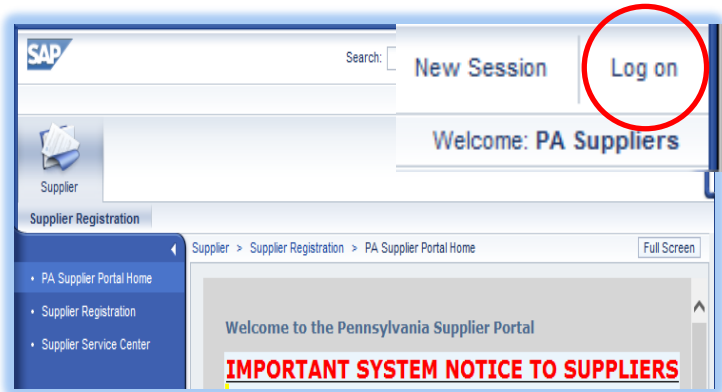 SAP
Search:
New Session
Log on
Welcome: PA Suppliers
Supplier
Supplier Registration
Supplier > Supplier Registration > PA Supplier Portal Home
Full Screen
• PA Supplier Portal Home
• Supplier Registration
• Supplier Service Center
Welcome to the Pennsylvania Supplier Portal
IMPORTANT SYSTEM NOTICE TO SUPPLIERS